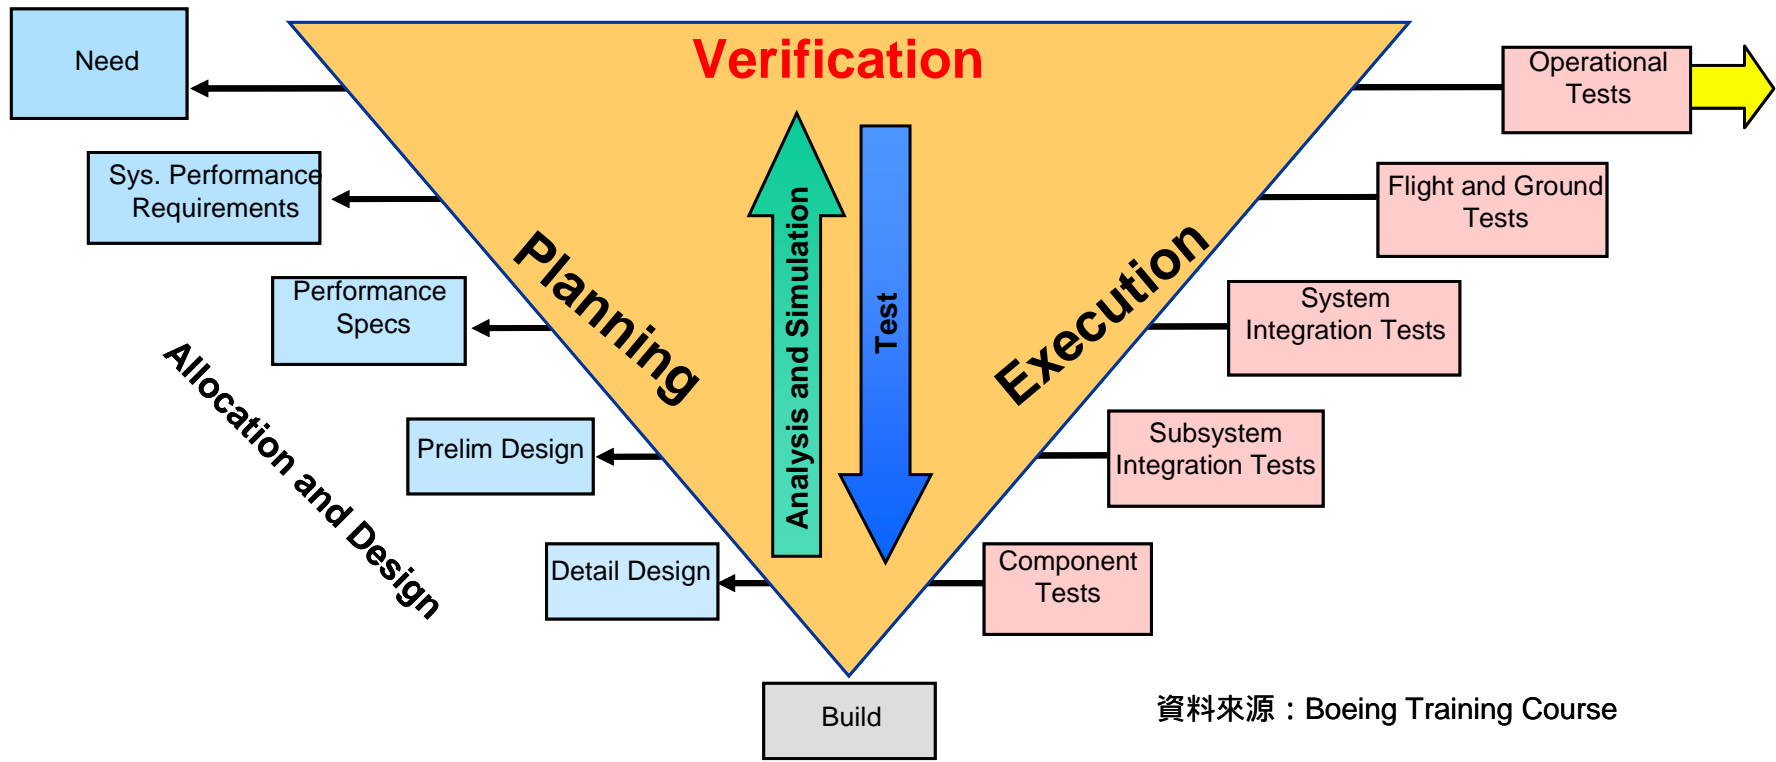 Need
Verification
Operational
Tests
Sys. Performance
Requirements
Flight and Ground
Tests
Performance
Specs
Planning
Analysis and Simulation
Test
Execution
System
Integration Tests
Allocation and Design
Prelim Design
Subsystem
Integration Tests
Detail Design
Component
Tests
Build
資料來源：Boeing Training Course